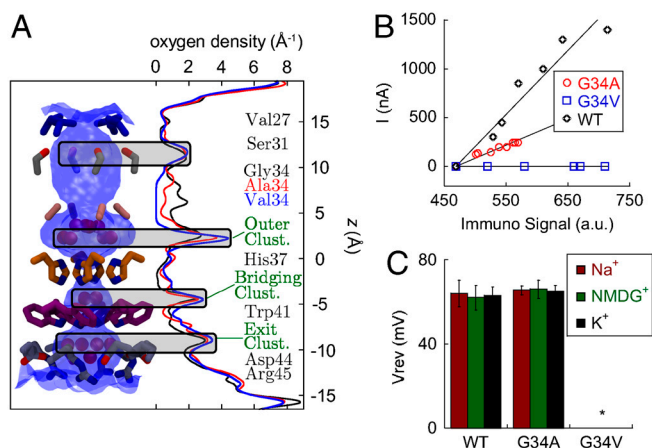 A
oxygen density (Å⁻¹)
0 2 4 6 8
Val27
Ser31
Gly34
Ala34
Val34
Outer
Clust.
His37
Bridging
Clust.
Trp41
Exit
Clust.
Asp44
Arg45
15
10
5
0
-5
-10
-15
z (Å)
B
I (nA)
1500
1000
500
0
G34A
G34V
WT
450 550 650 750
Immuno Signal (a.u.)
C
Vrev (mV)
80
40
0
Na⁺
NMDG⁺
K⁺
*
WT G34A G34V